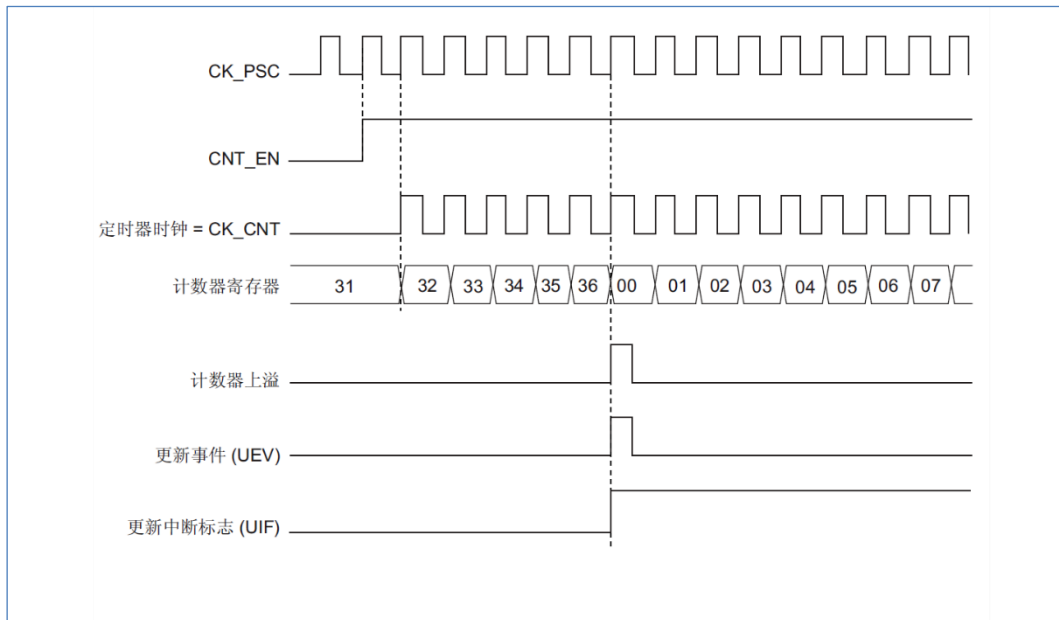 CK_PSC
CNT_EN
定时器时钟 = CK_CNT
计数器寄存器 31 32 33 34 35 36 00 01 02 03 04 05 06 07
计数器上溢
更新事件 (UEV)
更新中断标志 (UIF)